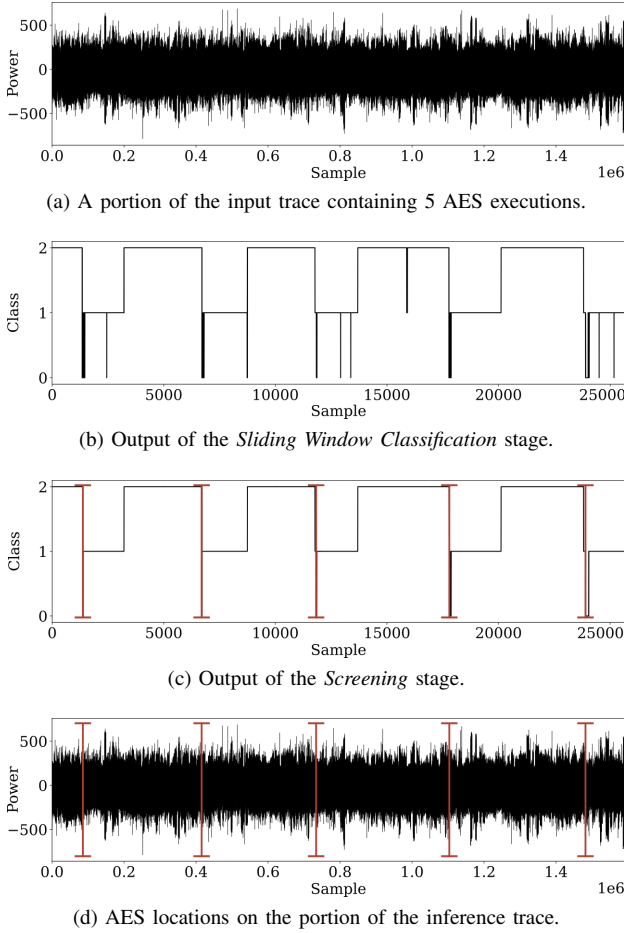 500
0
−500
Power
0.0 0.2 0.4 0.6 0.8 1.0 1.2 1.4
Sample
1e6
(a) A portion of the input trace containing 5 AES executions.
2
1
0
Class
0 5000 10000 15000 20000 25000
Sample
(b) Output of the Sliding Window Classification stage.
2
1
0
Class
0 5000 10000 15000 20000 25000
Sample
(c) Output of the Screening stage.
500
0
−500
Power
0.0 0.2 0.4 0.6 0.8 1.0 1.2 1.4
Sample
1e6
(d) AES locations on the portion of the inference trace.